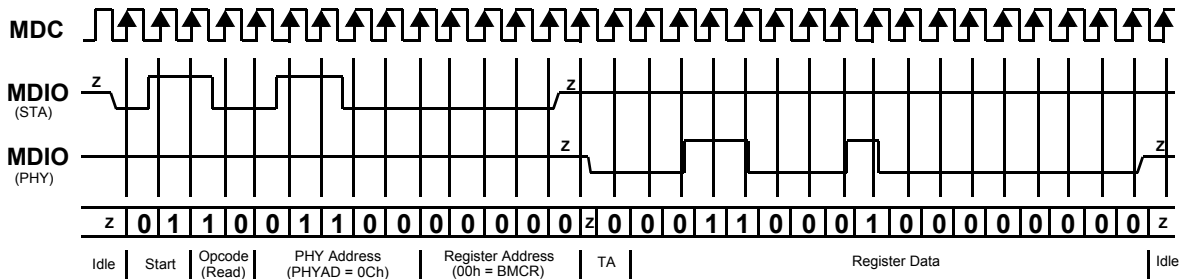 MDC
z
MDIO
(STA)
z
MDIO
(PHY)
z
z
z 0 1 1 0 0 1 1 0 0 0 0 0 0 0 z 0 0 0 1 1 0 0 0 1 0 0 0 0 0 0 0 0 z
Idle Start Opcode (Read) PHY Address (PHYAD = 0Ch) Register Address (00h = BMCR) TA Register Data Idle